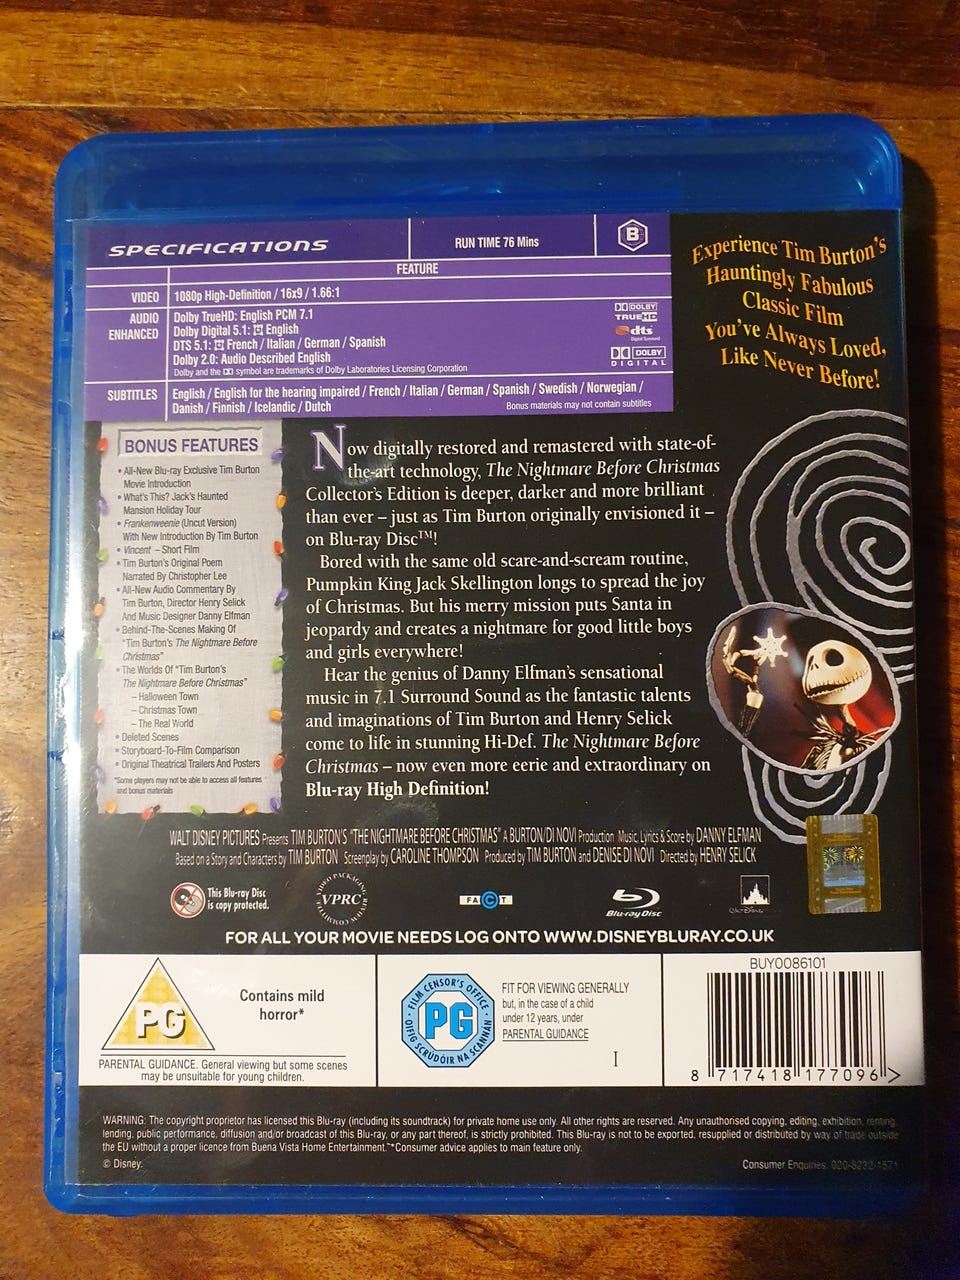 SPECIFICATIONS
RUN TIME 76 Mins
B
FEATURE
VIDEO
1080p High-Definition / 16x9 / 1.66:1
AUDIO
ENHANCED
Dolby TrueHD: English PCM 7.1
Dolby Digital 5.1: English
DTS 5.1: French / Italian / German / Spanish
Dolby 2.0: Audio Described English
Dolby and the symbol are trademarks of Dolby Laboratories Licensing Corporation
DOLBY
TRUEHD
dts
Digital Surround
DOLBY
DIGITAL
SUBTITLES
English / English for the hearing impaired / French / Italian / German / Spanish / Swedish / Norwegian /
Danish / Finnish / Icelandic / Dutch
Bonus materials may not contain subtitles
Experience Tim Burton's
Hauntingly Fabulous
Classic Film
You've Always Loved,
Like Never Before!
BONUS FEATURES
• All-New Blu-ray Exclusive Tim Burton
Movie Introduction
• What's This? Jack's Haunted
Mansion Holiday Tour
• Frankenweenie (Uncut Version)
With New Introduction By Tim Burton
• Vincent – Short Film
• Tim Burton's Original Poem
Narrated By Christopher Lee
• All-New Audio Commentary By
Tim Burton, Director Henry Selick
And Music Designer Danny Elfman
• Behind-The-Scenes Making Of
"Tim Burton's The Nightmare Before
Christmas"
• The Worlds Of "Tim Burton's
The Nightmare Before Christmas"
– Halloween Town
– Christmas Town
– The Real World
• Deleted Scenes
• Storyboard-To-Film Comparison
• Original Theatrical Trailers And Posters
*Some players may not be able to access all features
and bonus materials
Now digitally restored and remastered with state-of-
the-art technology, The Nightmare Before Christmas
Collector's Edition is deeper, darker and more brilliant
than ever – just as Tim Burton originally envisioned it –
on Blu-ray Disc™!
Bored with the same old scare-and-scream routine,
Pumpkin King Jack Skellington longs to spread the joy
of Christmas. But his merry mission puts Santa in
jeopardy and creates a nightmare for good little boys
and girls everywhere!
Hear the genius of Danny Elfman's sensational
music in 7.1 Surround Sound as the fantastic talents
and imaginations of Tim Burton and Henry Selick
come to life in stunning Hi-Def. The Nightmare Before
Christmas – now even more eerie and extraordinary on
Blu-ray High Definition!
WALT DISNEY PICTURES Presents TIM BURTON'S "THE NIGHTMARE BEFORE CHRISTMAS" A BURTON/DI NOVI Production Music, Lyrics & Score by DANNY ELFMAN
Based on a Story and Characters by TIM BURTON Screenplay by CAROLINE THOMPSON Produced by TIM BURTON and DENISE DI NOVI Directed by HENRY SELICK
This Blu-ray Disc
is copy protected.
VIDEO PACKAGING
VPRC
REVIEW COMMITTEE
FACT
Blu-ray Disc
WALT DISNEY
FOR ALL YOUR MOVIE NEEDS LOG ONTO WWW.DISNEYBLURAY.CO.UK
PG
Contains mild
horror*
PARENTAL GUIDANCE. General viewing but some scenes
may be unsuitable for young children.
FILM CENSOR'S OFFICE
PG
OIFIG SCRÚDÓIR NA SCANNÁN
FIT FOR VIEWING GENERALLY
but, in the case of a child
under 12 years, under
PARENTAL GUIDANCE
I
BUY0086101
8 717418 177096 >
WARNING: The copyright proprietor has licensed this Blu-ray (including its soundtrack) for private home use only. All other rights are reserved. Any unauthorised copying, editing, exhibition, renting,
lending, public performance, diffusion and/or broadcast of this Blu-ray, or any part thereof, is strictly prohibited. This Blu-ray is not to be exported, resupplied or distributed by way of trade outside
the EU without a proper licence from Buena Vista Home Entertainment. *Consumer advice applies to main feature only.
© Disney.
Consumer Enquiries: 020-8222-1571